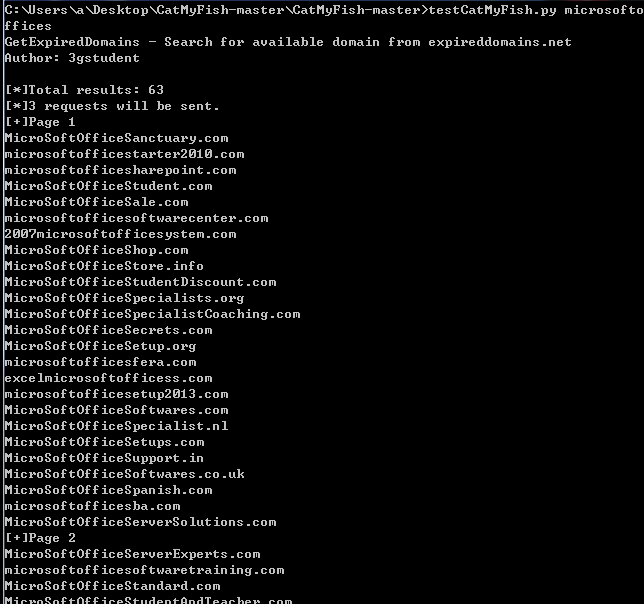 C:\Users\a\Desktop\CatMyFish-master\CatMyFish-master>testCatMyFish.py microsofto
ffices
GetExpiredDomains - Search for available domain from expireddomains.net
Author: 3gstudent
[*]Total results: 63
[*]3 requests will be sent.
[+]Page 1
MicroSoftOfficeSanctuary.com
microsoftofficestarter2010.com
microsoftofficesharepoint.com
MicroSoftOfficeStudent.com
MicroSoftOfficeSale.com
microsoftofficesoftwarecenter.com
2007microsoftofficesystem.com
MicroSoftOfficeShop.com
MicroSoftOfficeStore.info
MicroSoftOfficeStudentDiscount.com
MicroSoftOfficeSpecialists.org
MicroSoftOfficeSpecialistCoaching.com
MicroSoftOfficeSecrets.com
MicroSoftOfficeSetup.org
microsoftofficesfera.com
excelmicrosoftofficess.com
microsoftofficesetup2013.com
MicroSoftOfficeSoftwares.com
MicroSoftOfficeSpecialist.nl
MicroSoftOfficeSetups.com
MicroSoftOfficeSupport.in
MicroSoftOfficeSoftwares.co.uk
MicroSoftOfficeSpanish.com
microsoftofficesba.com
MicroSoftOfficeServerSolutions.com
[+]Page 2
MicroSoftOfficeServerExperts.com
microsoftofficesoftwaretraining.com
MicroSoftOfficeStandard.com
MicroSoftOfficeStudentAndTeacher.com